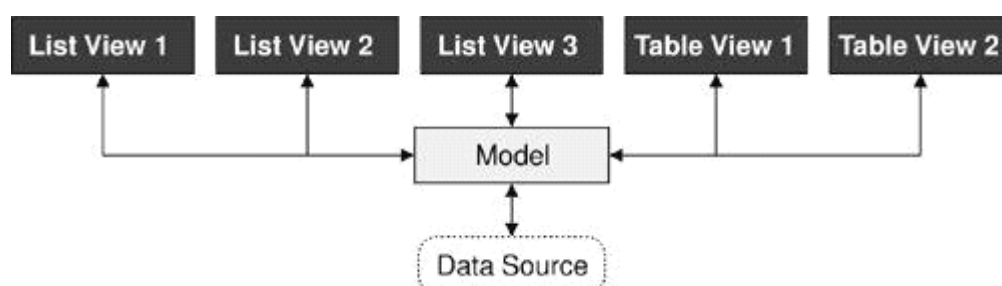 List View 1
List View 2
List View 3
Table View 1
Table View 2
Model
Data Source